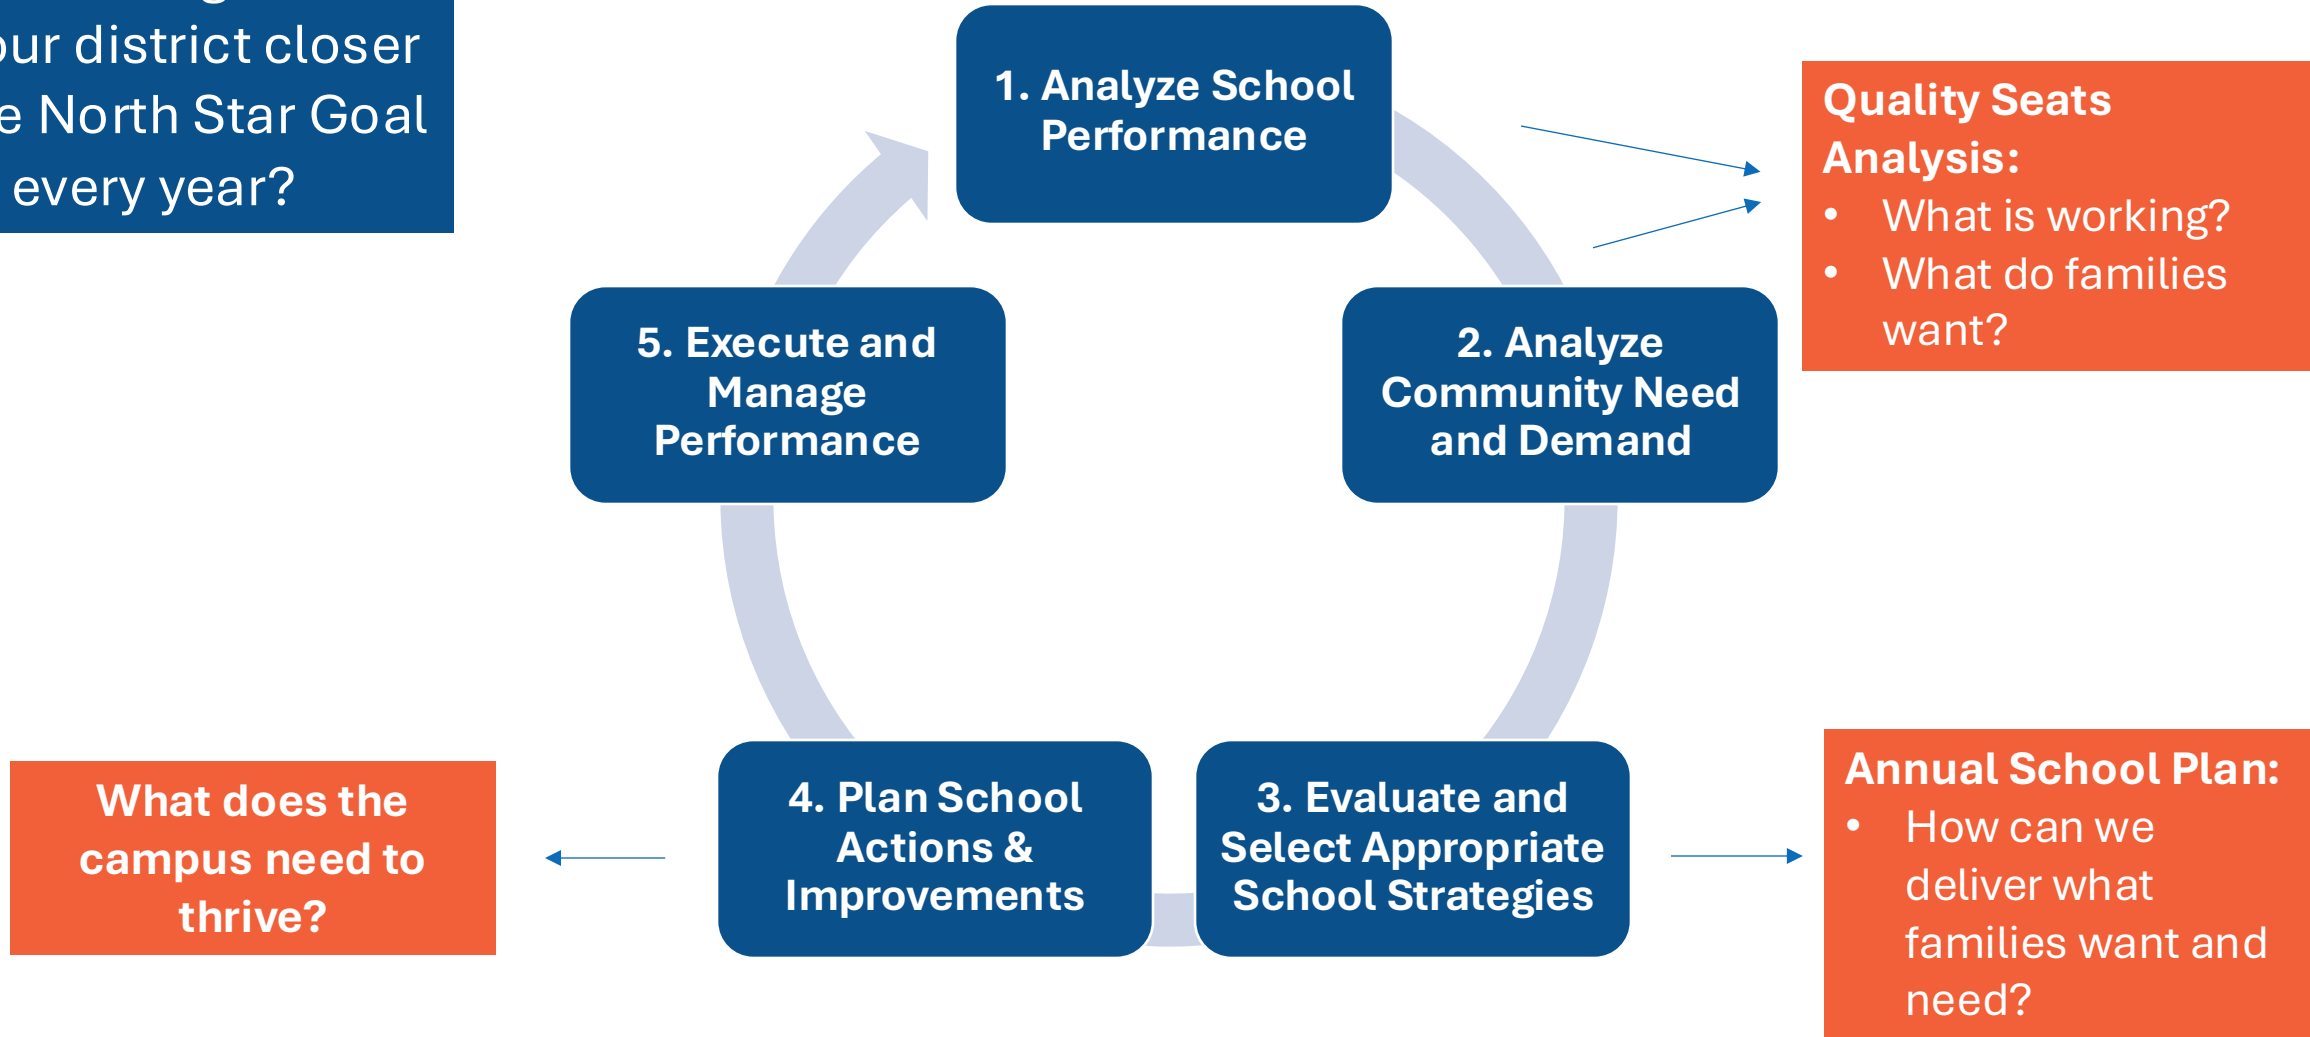 our district closer
North Star Goal
every year?
1. Analyze School
Performance
Quality Seats
Analysis:
• What is working?
• What do families
want?
5. Execute and
Manage
Performance
2. Analyze
Community Need
and Demand
What does the
campus need to
thrive?
4. Plan School
Actions &
Improvements
3. Evaluate and
Select Appropriate
School Strategies
Annual School Plan:
• How can we
deliver what
families want and
need?